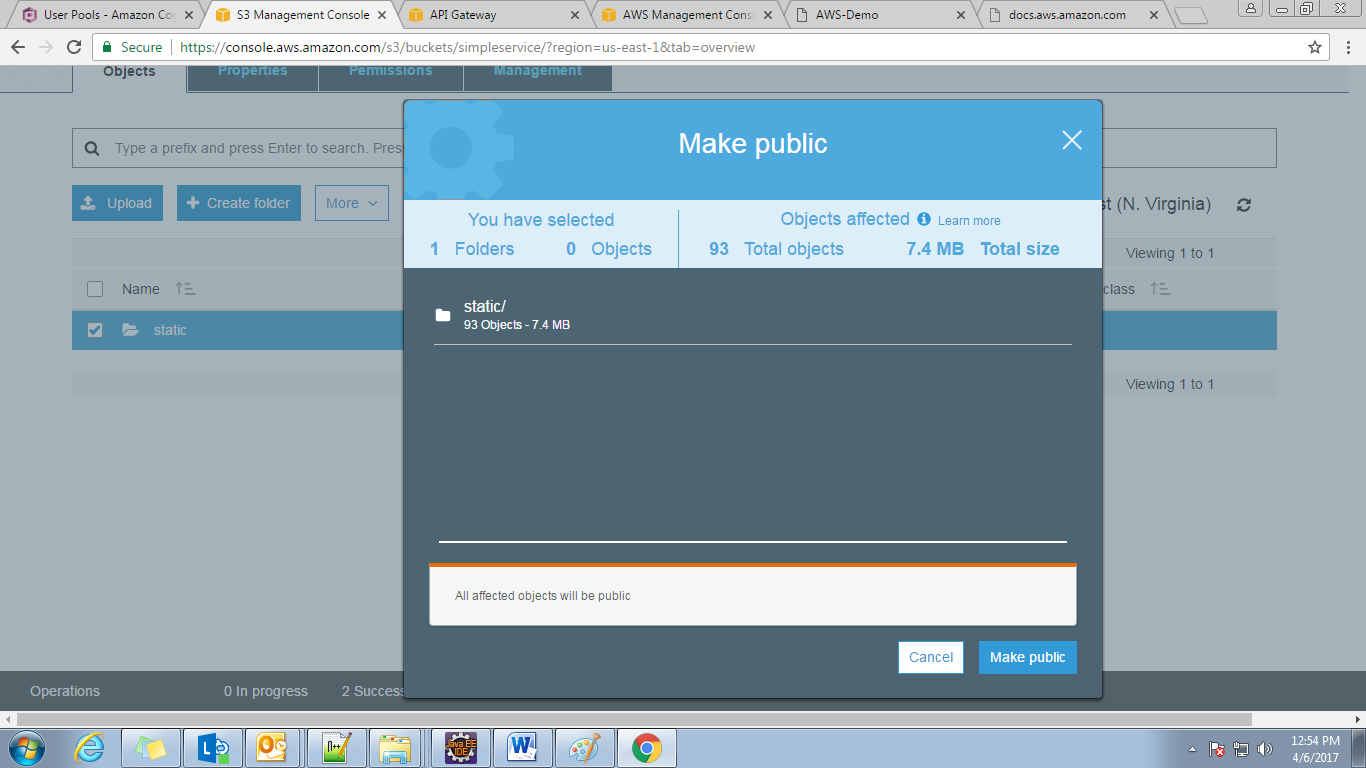 User Pools - Amazon Co
S3 Management Console
API Gateway
AWS Management Cons
AWS-Demo
docs.aws.amazon.com
Secure
https://console.aws.amazon.com/s3/buckets/simpleservice/?region=us-east-1&tab=overview
Objects
Properties
Permissions
Management
Make public
Type a prefix and press Enter to search. Pres
Upload
Create folder
More
st (N. Virginia)
You have selected
1 Folders 0 Objects
Objects affected Learn more
93 Total objects 7.4 MB Total size
Viewing 1 to 1
Name
class
static
static/
93 Objects - 7.4 MB
Viewing 1 to 1
All affected objects will be public
Cancel
Make public
Operations
0 In progress
2 Succes
Java EE
IDE
12:54 PM
4/6/2017